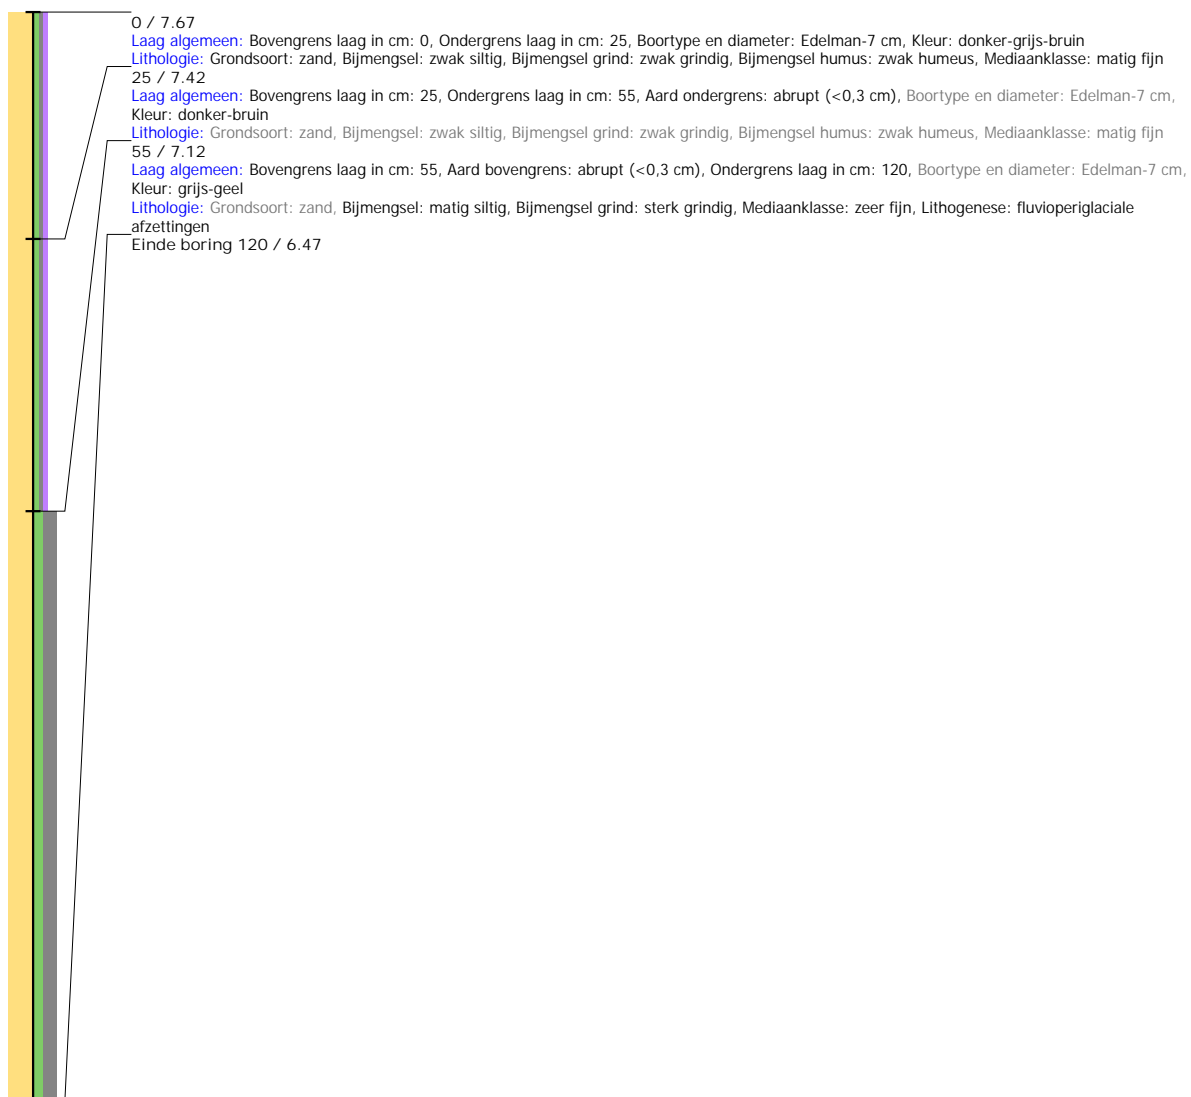 0 / 7.67
Laag algemeen: Bovengrens laag in cm: 0, Ondergrens laag in cm: 25, Boortype en diameter: Edelman-7 cm, Kleur: donker-grijs-bruin
Lithologie: Grondsoort: zand, Bijmengsel: zwak siltig, Bijmengsel grind: zwak grindig, Bijmengsel humus: zwak humeus, Mediaanklasse: matig fijn
25 / 7.42
Laag algemeen: Bovengrens laag in cm: 25, Ondergrens laag in cm: 55, Aard ondergrens: abrupt (<0,3 cm), Boortype en diameter: Edelman-7 cm,
Kleur: donker-bruin
Lithologie: Grondsoort: zand, Bijmengsel: zwak siltig, Bijmengsel grind: zwak grindig, Bijmengsel humus: zwak humeus, Mediaanklasse: matig fijn
55 / 7.12
Laag algemeen: Bovengrens laag in cm: 55, Aard bovengrens: abrupt (<0,3 cm), Ondergrens laag in cm: 120, Boortype en diameter: Edelman-7 cm,
Kleur: grijs-geel
Lithologie: Grondsoort: zand, Bijmengsel: matig siltig, Bijmengsel grind: sterk grindig, Mediaanklasse: zeer fijn, Lithogenese: fluvioperiglaciale
afzettingen
Einde boring 120 / 6.47